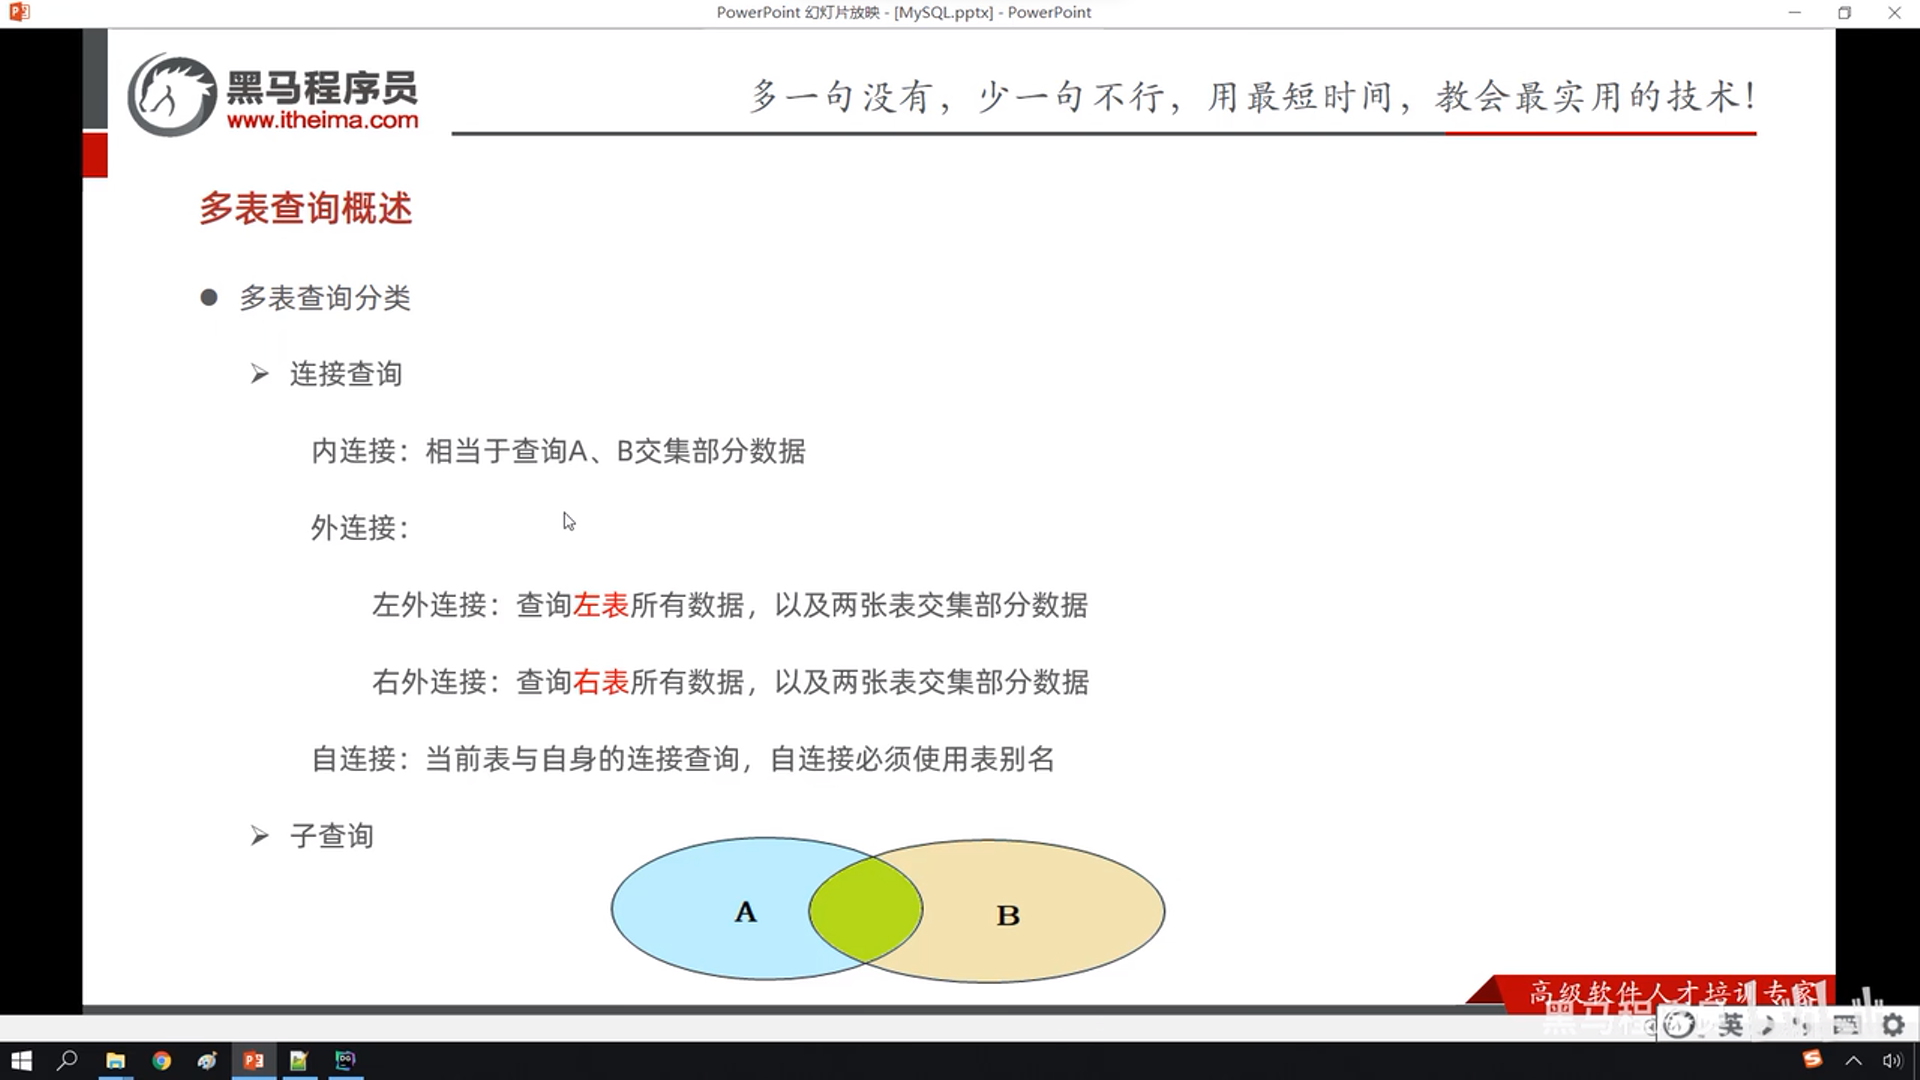 PowerPoint 幻灯片放映 - [MySQL.pptx] - PowerPoint
黑马程序员
www.itheima.com
多一句没有，少一句不行，用最短时间，教会最实用的技术！
多表查询概述
● 多表查询分类
➢ 连接查询
内连接：相当于查询A、B交集部分数据
外连接：
左外连接：查询左表所有数据，以及两张表交集部分数据
右外连接：查询右表所有数据，以及两张表交集部分数据
自连接：当前表与自身的连接查询，自连接必须使用表别名
➢ 子查询
A
B
高级软件人才培训专家
英